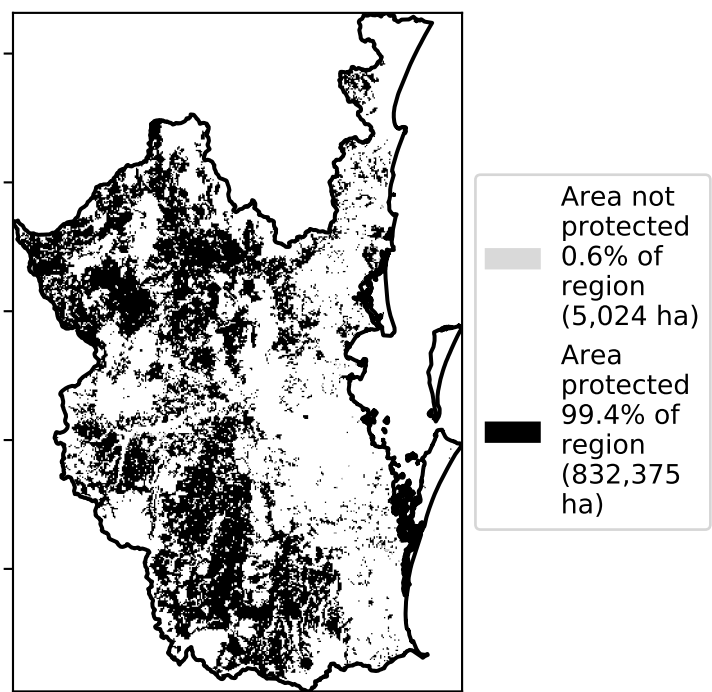 Area not
protected
0.6% of
region
(5,024 ha)
Area
protected
99.4% of
region
(832,375
ha)